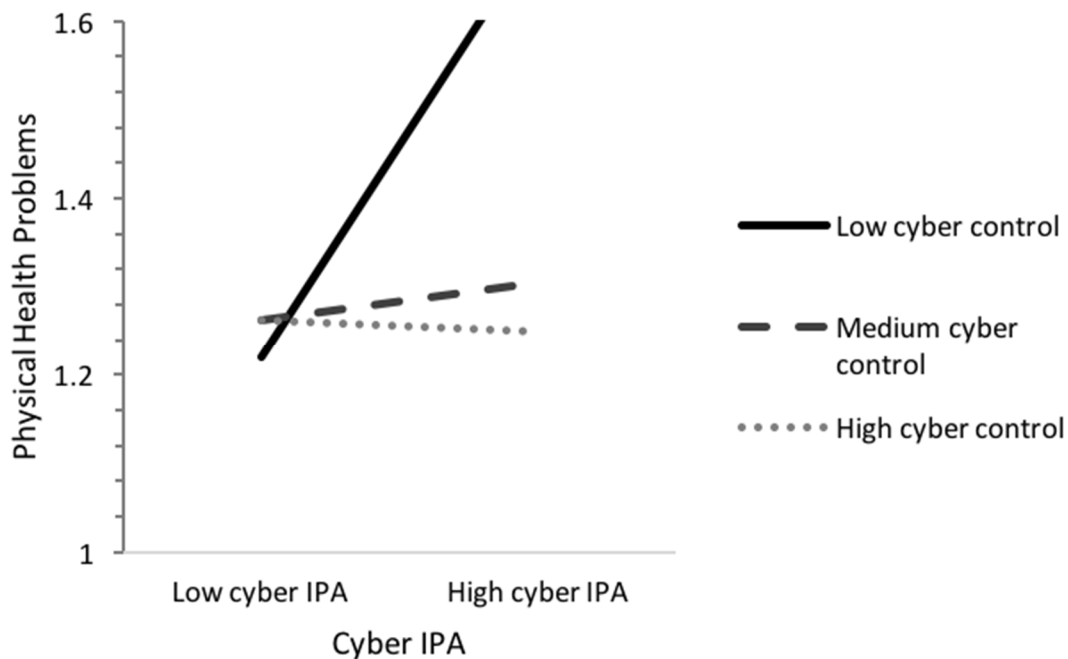 1.6
1.4
1.2
1
Physical Health Problems
Low cyber IPA
High cyber IPA
Cyber IPA
Low cyber control
Medium cyber
control
High cyber control